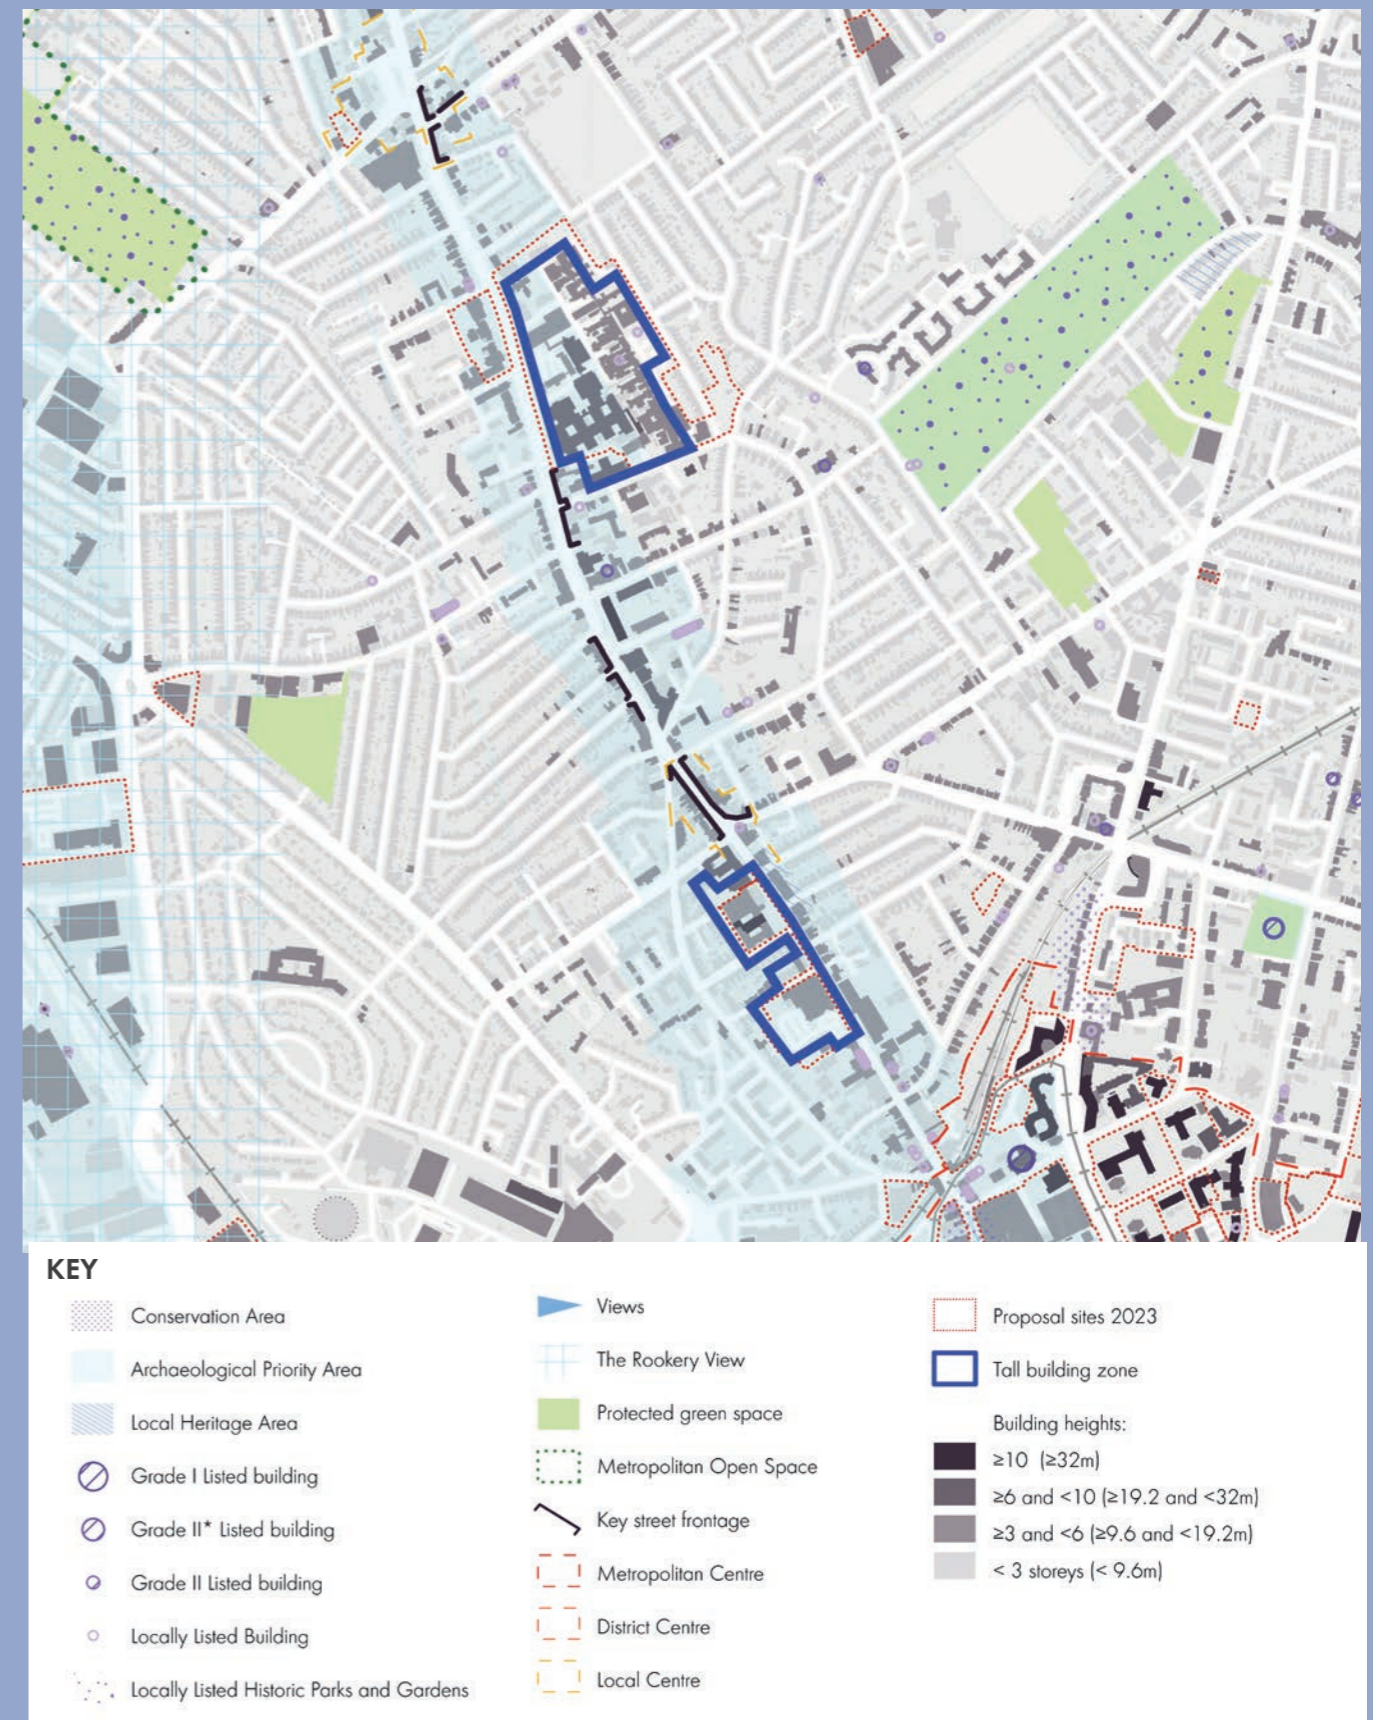 KEY
Conservation Area
Archaeological Priority Area
Local Heritage Area
Grade I Listed building
Grade II* Listed building
Grade II Listed building
Locally Listed Building
Locally Listed Historic Parks and Gardens
Views
The Rookery View
Protected green space
Metropolitan Open Space
Key street frontage
Metropolitan Centre
District Centre
Local Centre
Proposal sites 2023
Tall building zone
Building heights:
≥10 (≥32m)
≥6 and <10 (≥19.2 and <32m)
≥3 and <6 (≥9.6 and <19.2m)
< 3 storeys (< 9.6m)